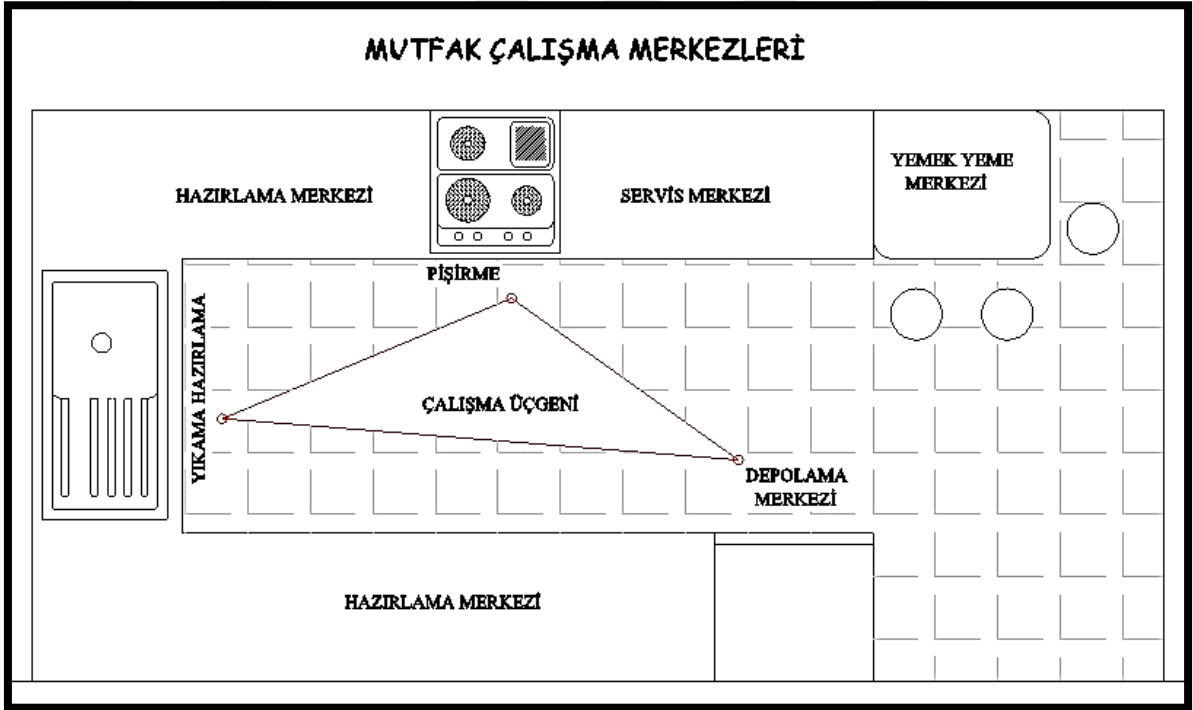 MUTFAK ÇALIŞMA MERKEZLERİ
HAZIRLAMA MERKEZİ
SERVİS MERKEZİ
YEMEK YEME
MERKEZİ
PİŞİRME
YIKAMA HAZIRLAMA
ÇALIŞMA ÜÇGENİ
DEPOLAMA
MERKEZİ
HAZIRLAMA MERKEZİ